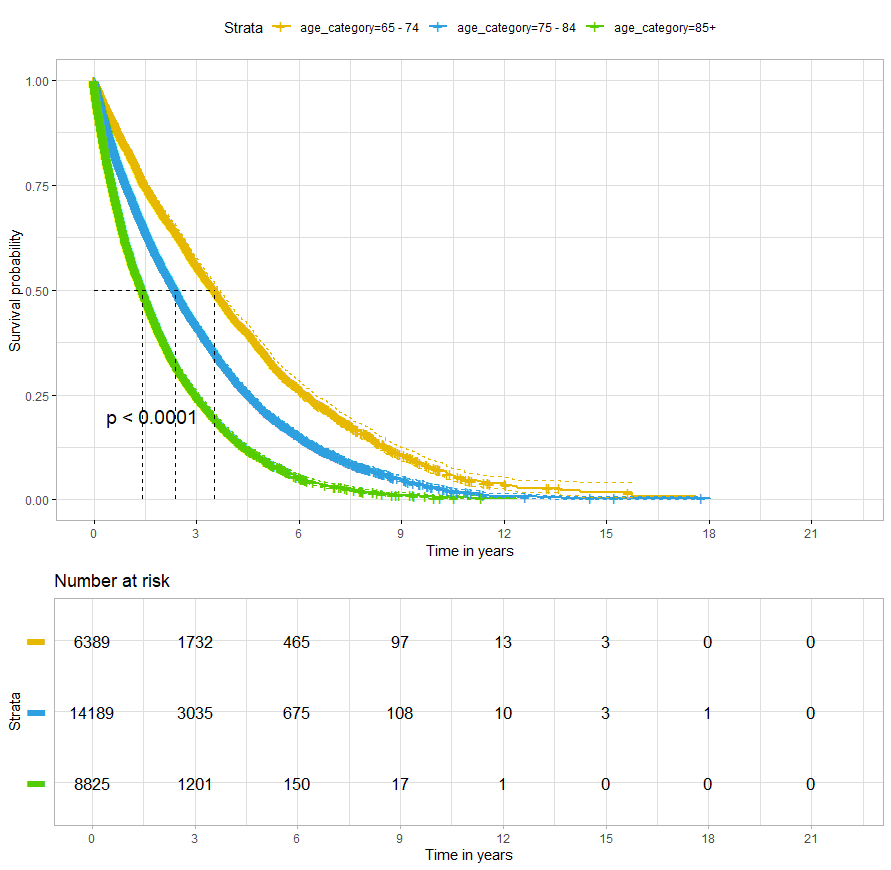 Strata age_category=65 - 74 age_category=75 - 84 age_category=85+
1.00
0.75
0.50
0.25
0.00
Survival probability
p < 0.0001
0 3 6 9 12 15 18 21
Time in years
Number at risk
Strata
6389 1732 465 97 13 3 0 0
14189 3035 675 108 10 3 1 0
8825 1201 150 17 1 0 0 0
0 3 6 9 12 15 18 21
Time in years